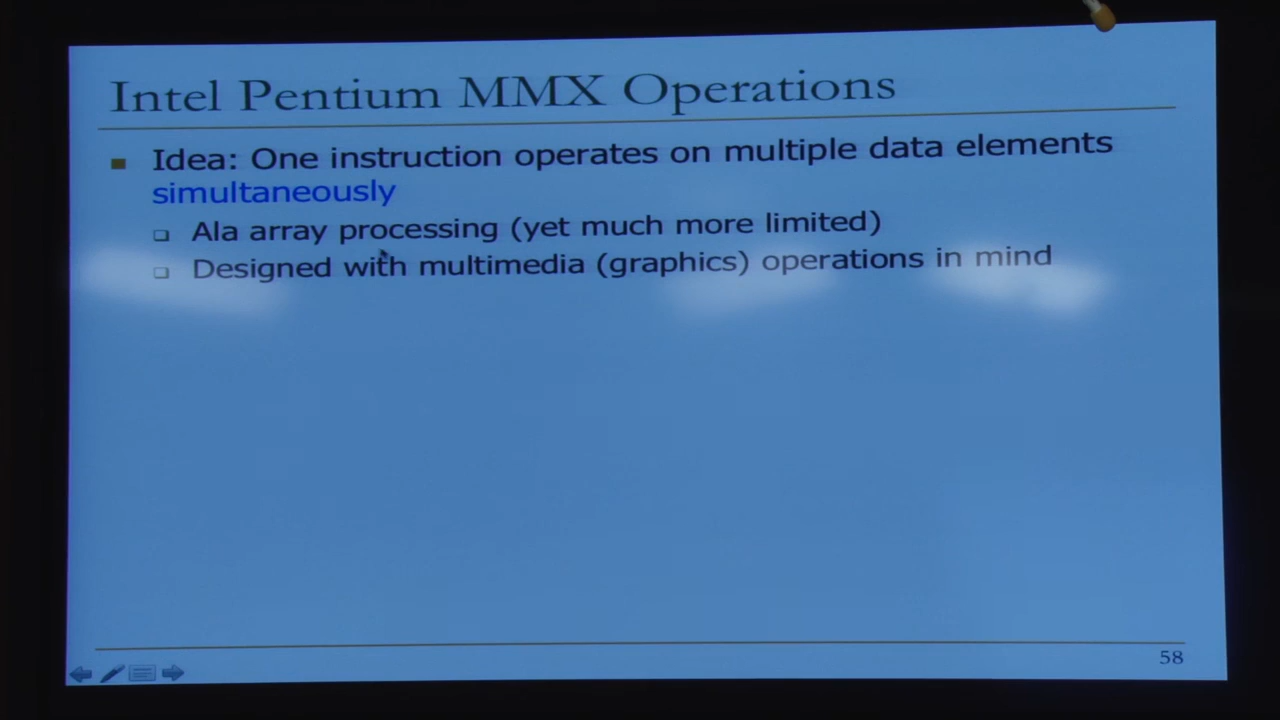 Intel Pentium MMX Operations
Idea: One instruction operates on multiple data elements
simultaneously
Ala array processing (yet much more limited)
Designed with multimedia (graphics) operations in mind
58